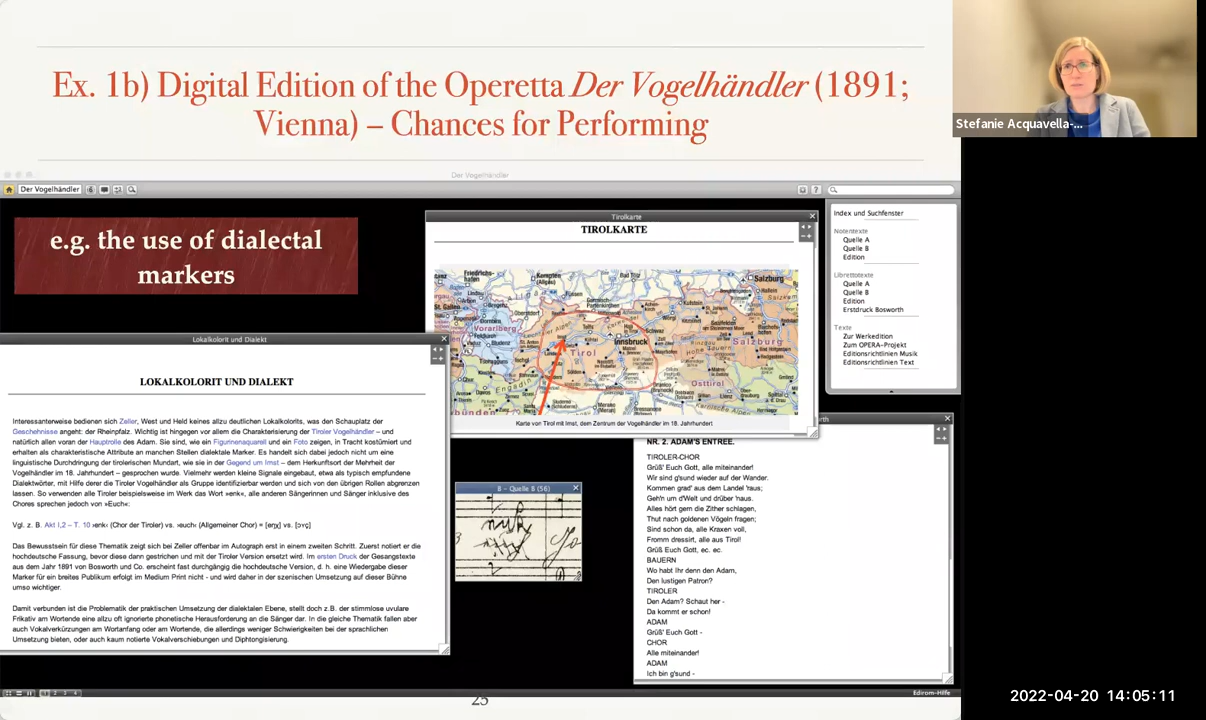 Ex. 1b) Digital Edition of the Operetta Der Vogelhändler (1891;
Vienna) – Chances for Performing
Stefanie Acquavella-...
Der Vogelhändler
Der Vogelhändler
e.g. the use of dialectal
markers
Tirolkarte
TIROLKARTE
Kempten
(Allgäu)
Salzburg
Vorarlberg
Innsbruck
Tirol
Salzburg
Osttirol
Engadin
Karte von Tirol mit Imst, dem Zentrum der Vogelhändler im 18. Jahrhundert
Index und Suchfenster
Notentexte
Quelle A
Quelle B
Edition
Librettotexte
Quelle A
Quelle B
Edition
Erstdruck Bosworth
Texte
Zur Werkedition
Zum OPERA-Projekt
Editionsrichtlinien Musik
Editionsrichtlinien Text
Lokalkolorit und Dialekt
LOKALKOLORIT UND DIALEKT
Interessanterweise bedienen sich Zeller, West und Held keines allzu deutlichen Lokalkolorits, was den Schauplatz der
Geschehnisse angeht: der Rheinpfalz. Wichtig ist hingegen vor allem die Charakterisierung der Tiroler Vogelhändler – und
natürlich allen voran der Hauptrolle des Adam. Sie sind, wie ein Figurinenaquarell und ein Foto zeigen, in Tracht kostümiert und
erhalten als charakteristische Attribute an manchen Stellen dialektale Marker. Es handelt sich dabei jedoch nicht um eine
linguistische Durchdringung der tirolerischen Mundart, wie sie in der Gegend um Imst – dem Herkunftsort der Mehrheit der
Vogelhändler im 18. Jahrhundert – gesprochen wurde. Vielmehr werden kleine Signale eingebaut, etwa als typisch empfundene
Dialektwörter, mit Hilfe derer die Tiroler Vogelhändler als Gruppe identifizierbar werden und sich von den übrigen Rollen abgrenzen
lassen. So verwenden alle Tiroler beispielsweise im Werk das Wort »enk«, alle anderen Sängerinnen und Sänger inklusive des
Chores sprechen jedoch von »Euch«:
Vgl. z. B. Akt I,2 – T. 10 ›enk‹ (Chor der Tiroler) vs. ›euch‹ (Allgemeiner Chor) = [eŋχ] vs. [ɔʏç]
Das Bewusstsein für diese Thematik zeigt sich bei Zeller offenbar im Autograph erst in einem zweiten Schritt. Zuerst notiert er die
hochdeutsche Fassung, bevor diese dann gestrichen und mit der Tiroler Version ersetzt wird. Im ersten Druck der Gesangstexte
aus dem Jahr 1891 von Bosworth und Co. erscheint fast durchgängig die hochdeutsche Version, d. h. eine Wiedergabe dieser
Marker für ein breites Publikum erfolgt im Medium Print nicht - und wird daher in der szenischen Umsetzung auf dieser Bühne
umso wichtiger.
Damit verbunden ist die Problematik der praktischen Umsetzung der dialektalen Ebene, stellt doch z.B. der stimmlose uvulare
Frikativ am Wortende eine allzu oft ignorierte phonetische Herausforderung an die Sänger dar. In die gleiche Thematik fallen aber
auch Vokalverkürzungen am Wortanfang oder am Wortende, die allerdings weniger Schwierigkeiten bei der sprachlichen
Umsetzung bieten, oder auch kaum notierte Vokalverschiebungen und Diphtongisierung.
B - Quelle B (56)
NR. 2. ADAM'S ENTREE.
TIROLER-CHOR
Grüß' Euch Gott, alle miteinander!
Wir sind g'sund wieder auf der Wander.
Kommen grad' aus dem Landel 'raus;
Geh'n um d'Welt und drüber 'naus.
Alles hört gern die Zither schlagen,
Thut nach goldenen Vögeln fragen;
Sind schon da, alle Kraxen voll,
Fromm dressirt, alle aus Tirol!
Grüß Euch Gott, ec. ec.
BAUERN
Wo habt Ihr denn den Adam,
Den lustigen Patron?
TIROLER
Den Adam? Schaut her -
Da kommt er schon!
ADAM
Grüß' Euch Gott -
CHOR
Alle miteinander!
ADAM
Ich bin g'sund -
Edirom-Hilfe
25
2022-04-20 14:05:11